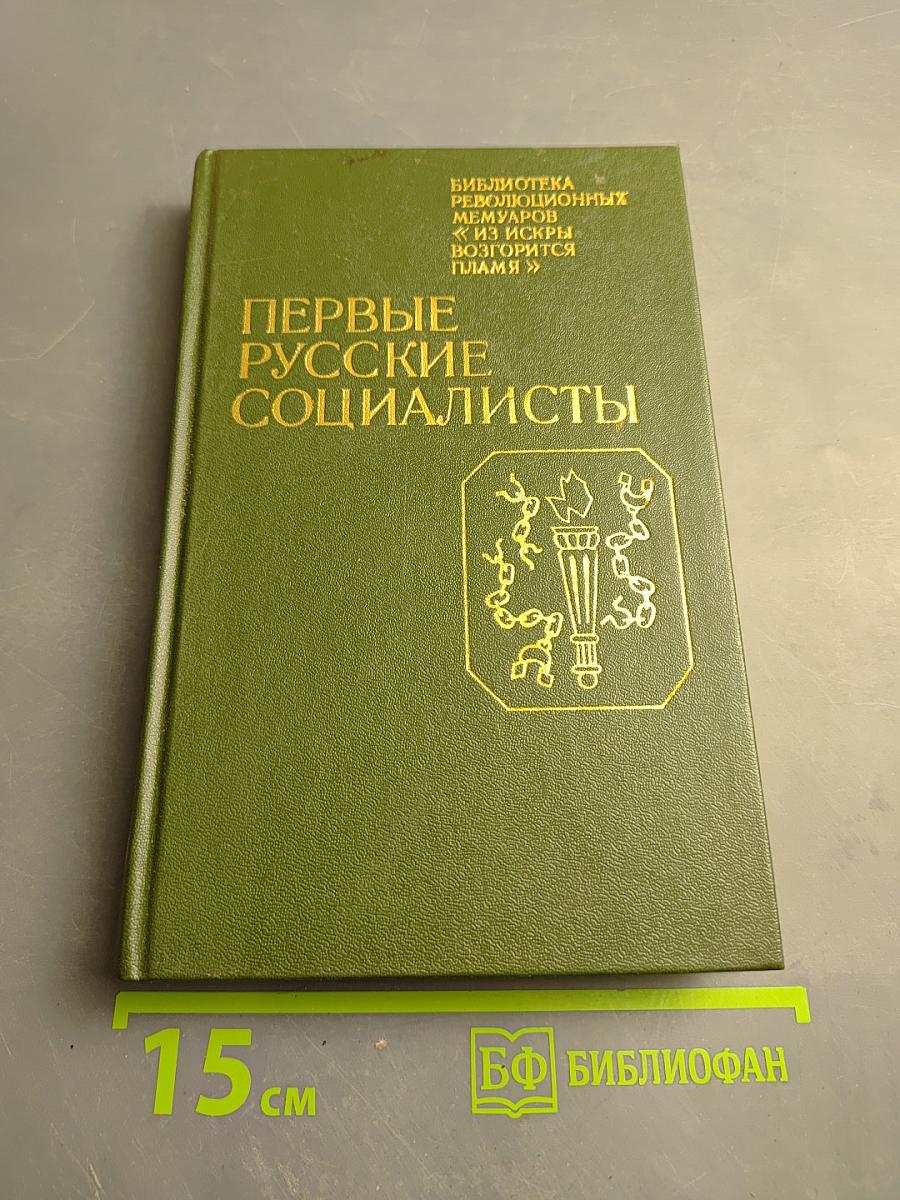 БИБЛИОТЕКА
РЕВОЛЮЦИОННЫХ
МЕМУАРОВ
«ИЗ ИСКРЫ
ВОЗГОРИТСЯ
ПЛАМЯ»
ПЕРВЫЕ
РУССКИЕ
СОЦИАЛИСТЫ
15 СМ
БФ БИБЛИОФАН